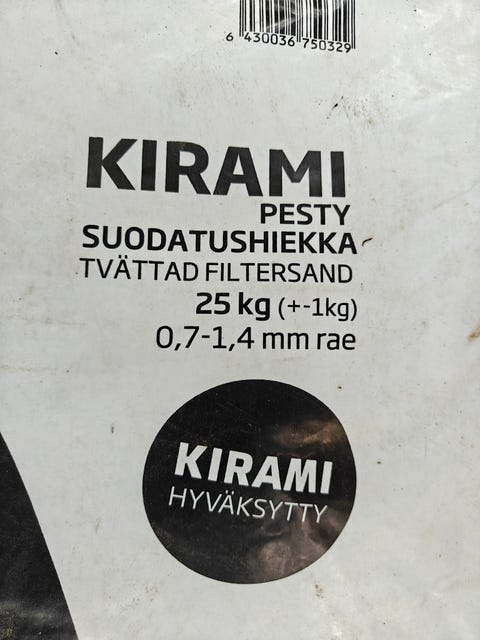 6 430036 750329
KIRAMI
PESTY
SUODATUSHIEKKA
TVÄTTAD FILTERSAND
25 kg (+-1kg)
0,7-1,4 mm rae
KIRAMI
HYVÄKSYTTY